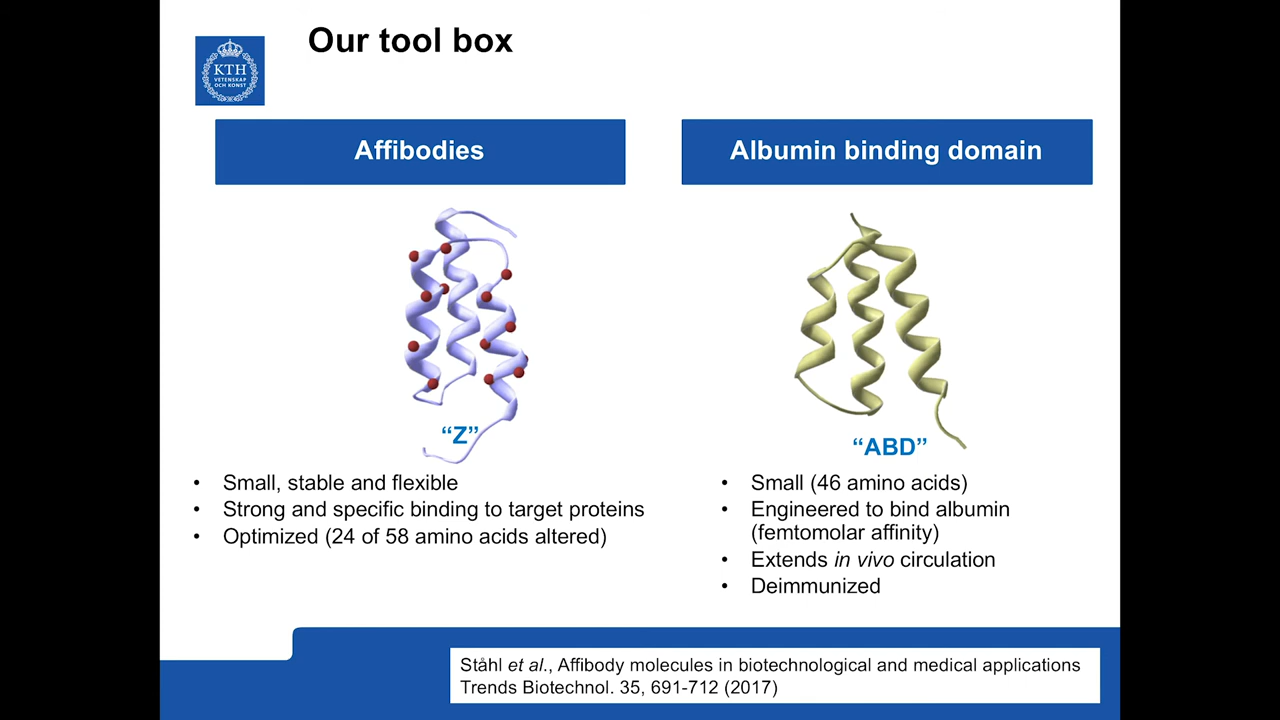 Our tool box
KTH
VETENSKAP
OCH KONST
Affibodies
Albumin binding domain
“Z”
“ABD”
• Small, stable and flexible
• Strong and specific binding to target proteins
• Optimized (24 of 58 amino acids altered)
• Small (46 amino acids)
• Engineered to bind albumin
(femtomolar affinity)
• Extends in vivo circulation
• Deimmunized
Ståhl et al., Affibody molecules in biotechnological and medical applications
Trends Biotechnol. 35, 691-712 (2017)